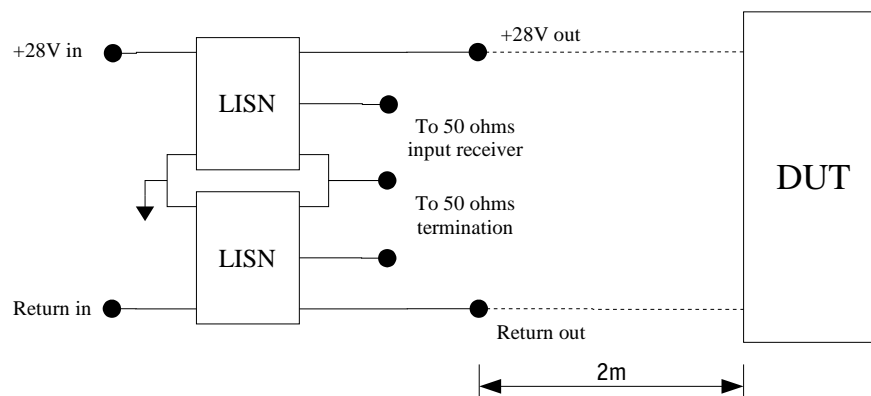 +28V in
+28V out
LISN
To 50 ohms
input receiver
DUT
To 50 ohms
termination
LISN
Return in
Return out
2m